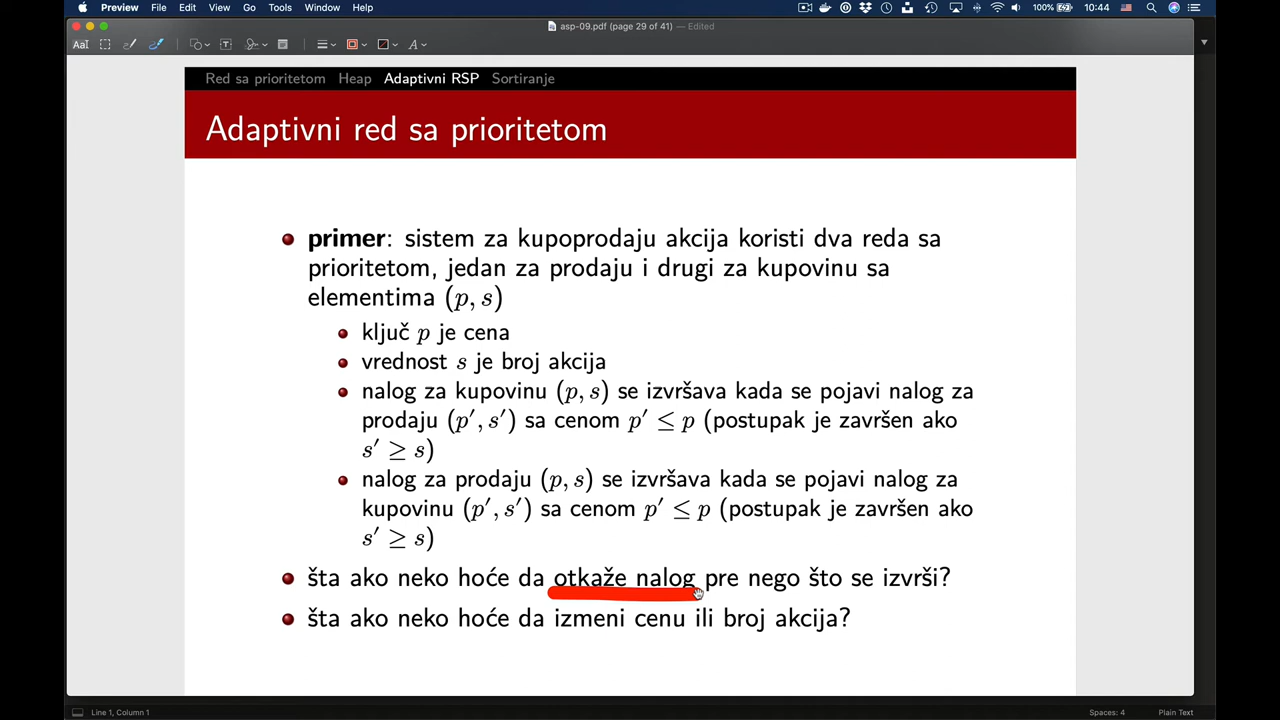 Preview File Edit View Go Tools Window Help 100% 10:44
asp-09.pdf (page 29 of 41) — Edited
Red sa prioritetom Heap Adaptivni RSP Sortiranje
Adaptivni red sa prioritetom
primer: sistem za kupoprodaju akcija koristi dva reda sa
prioritetom, jedan za prodaju i drugi za kupovinu sa
elementima (p, s)
ključ p je cena
vrednost s je broj akcija
nalog za kupovinu (p, s) se izvršava kada se pojavi nalog za
prodaju (p′, s′) sa cenom p′ ≤ p (postupak je završen ako
s′ ≥ s)
nalog za prodaju (p, s) se izvršava kada se pojavi nalog za
kupovinu (p′, s′) sa cenom p′ ≤ p (postupak je završen ako
s′ ≥ s)
šta ako neko hoće da otkaže nalog pre nego što se izvrši?
šta ako neko hoće da izmeni cenu ili broj akcija?
Line 1, Column 1 Spaces: 4 Plain Text